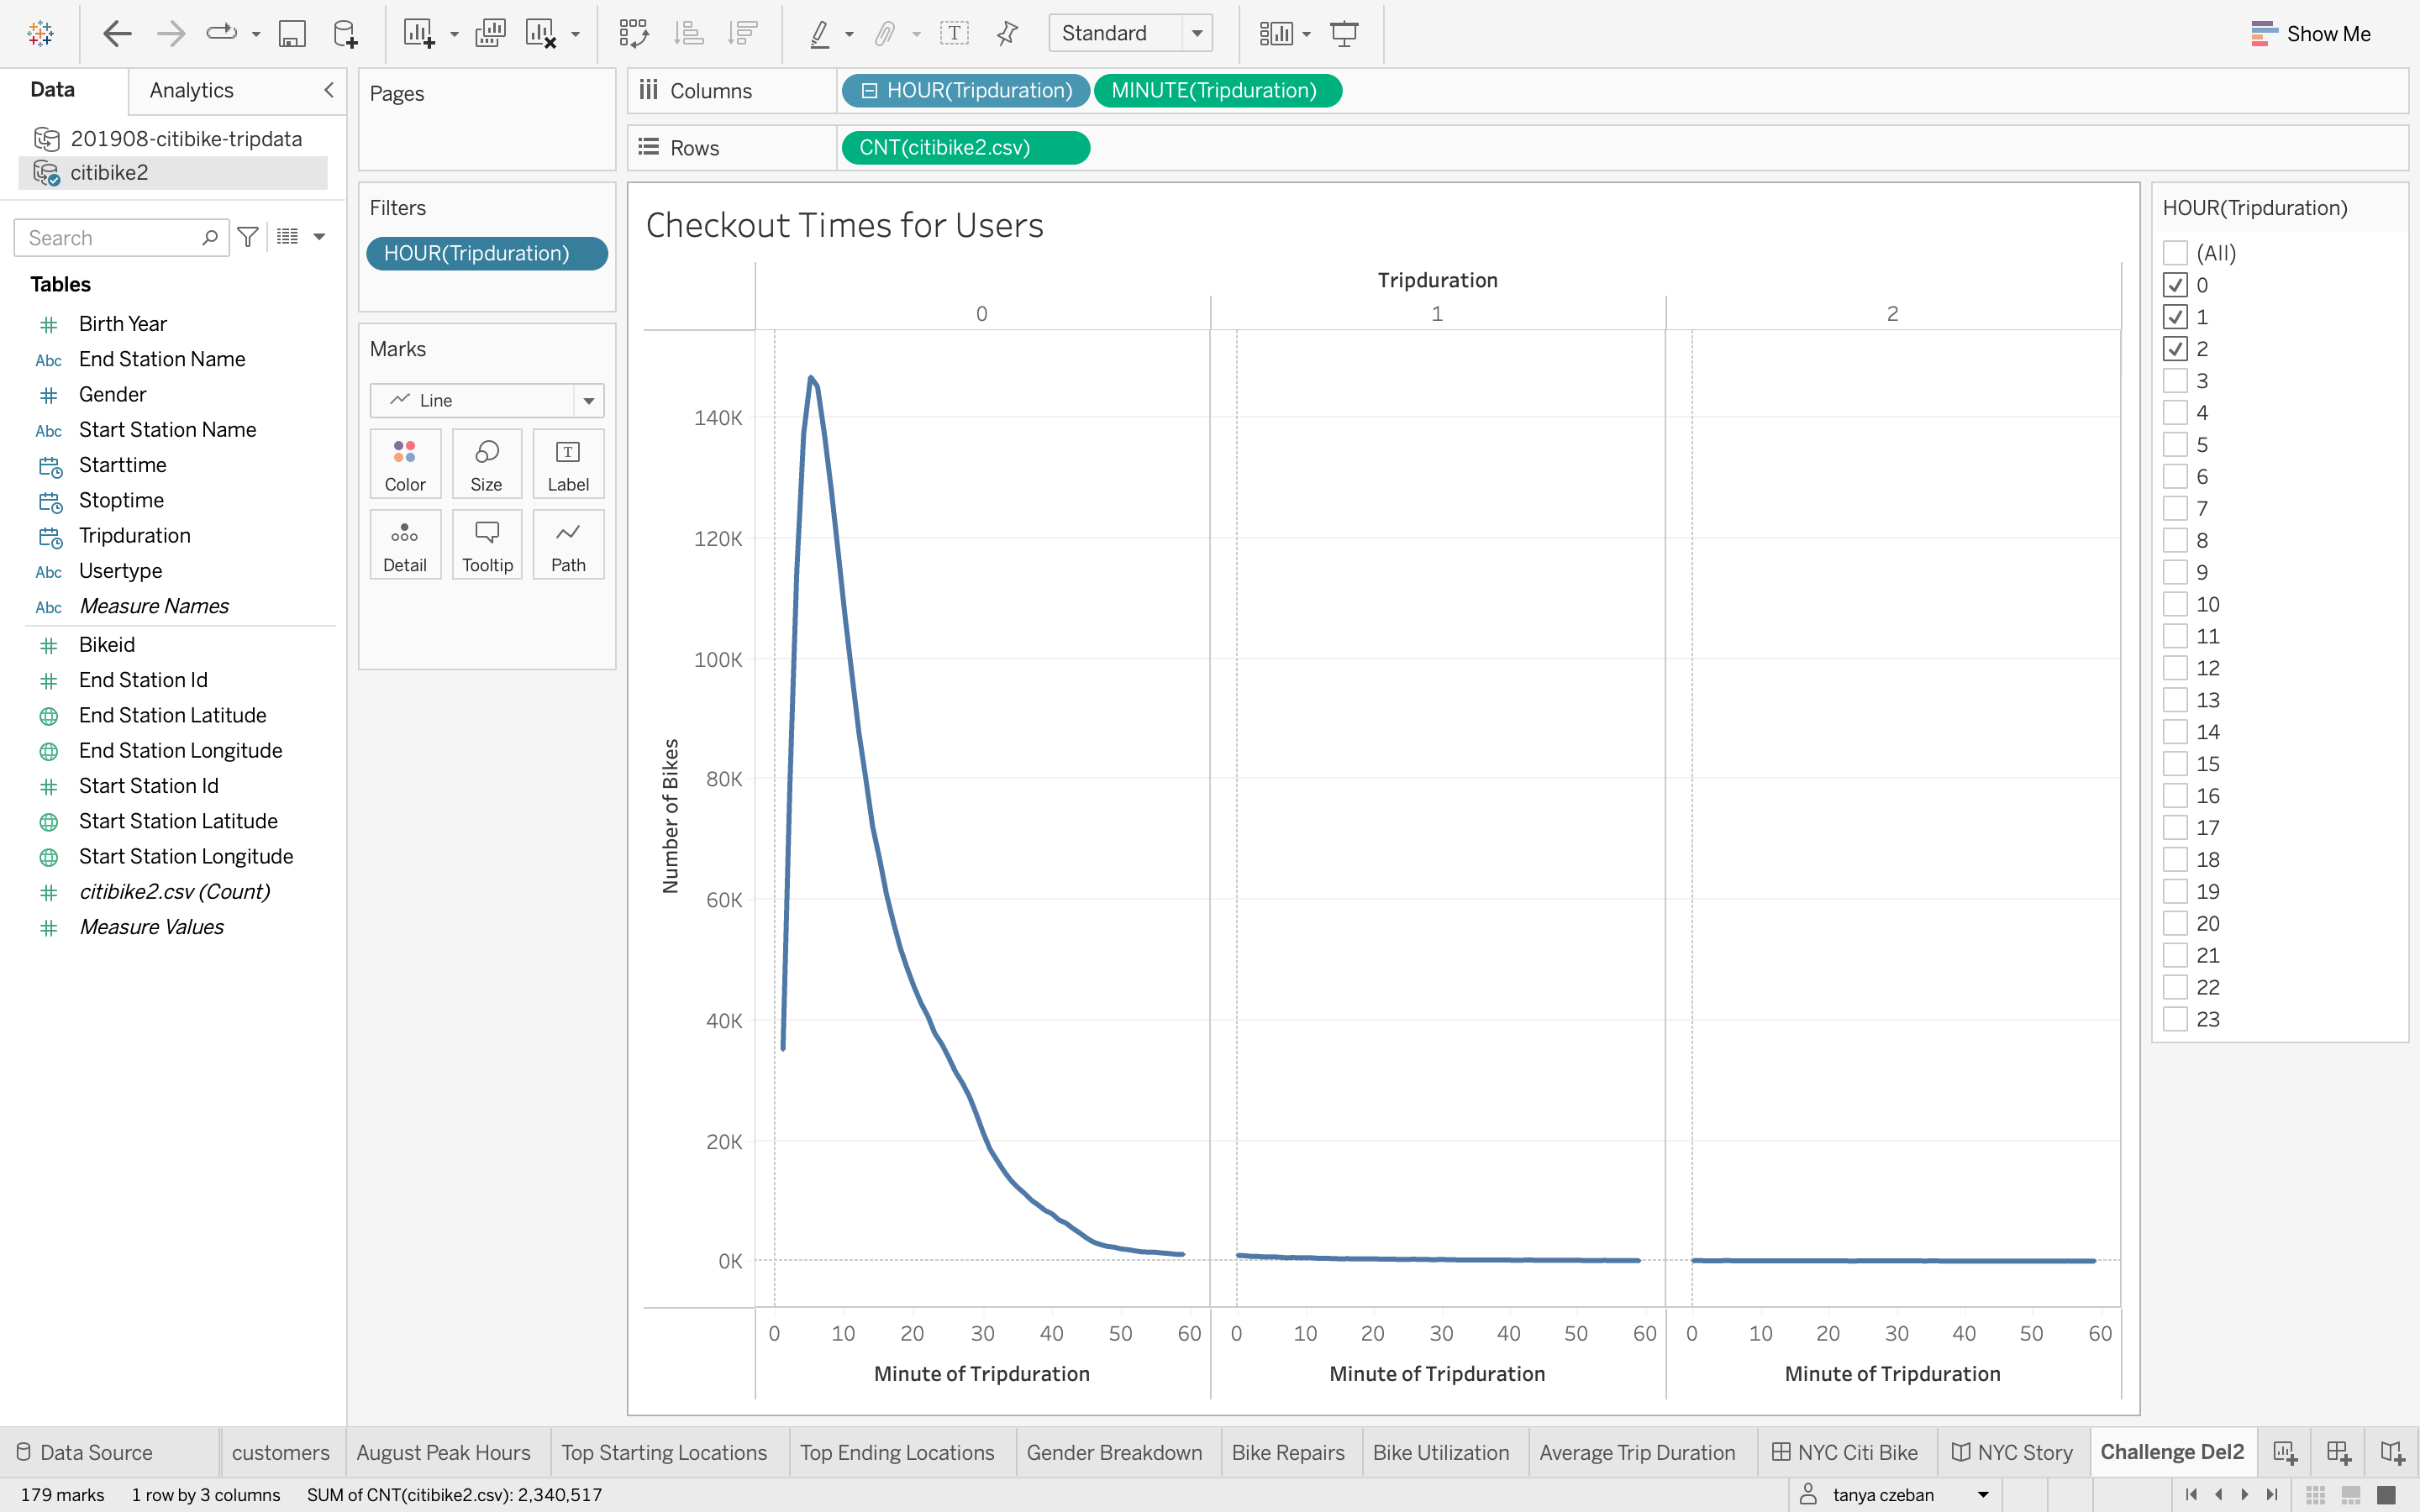 Standard
Show Me
Data
Analytics
Pages
Columns
HOUR(Tripduration)
MINUTE(Tripduration)
201908-citibike-tripdata
citibike2
Rows
CNT(citibike2.csv)
Search
Filters
HOUR(Tripduration)
Tables
Birth Year
Abc End Station Name
Gender
Abc Start Station Name
Starttime
Stoptime
Tripduration
Abc Usertype
Abc Measure Names
Bikeid
End Station Id
End Station Latitude
End Station Longitude
Start Station Id
Start Station Latitude
Start Station Longitude
citibike2.csv (Count)
Measure Values
Marks
Line
Color
Size
T
Label
Detail
Tooltip
Path
Checkout Times for Users
Tripduration
0
1
2
Number of Bikes
140K
120K
100K
80K
60K
40K
20K
0K
0 10 20 30 40 50 60
0 10 20 30 40 50 60
0 10 20 30 40 50 60
Minute of Tripduration
Minute of Tripduration
Minute of Tripduration
HOUR(Tripduration)
(All)
0
1
2
3
4
5
6
7
8
9
10
11
12
13
14
15
16
17
18
19
20
21
22
23
Data Source
customers
August Peak Hours
Top Starting Locations
Top Ending Locations
Gender Breakdown
Bike Repairs
Bike Utilization
Average Trip Duration
NYC Citi Bike
NYC Story
Challenge Del2
179 marks
1 row by 3 columns
SUM of CNT(citibike2.csv): 2,340,517
tanya czeban